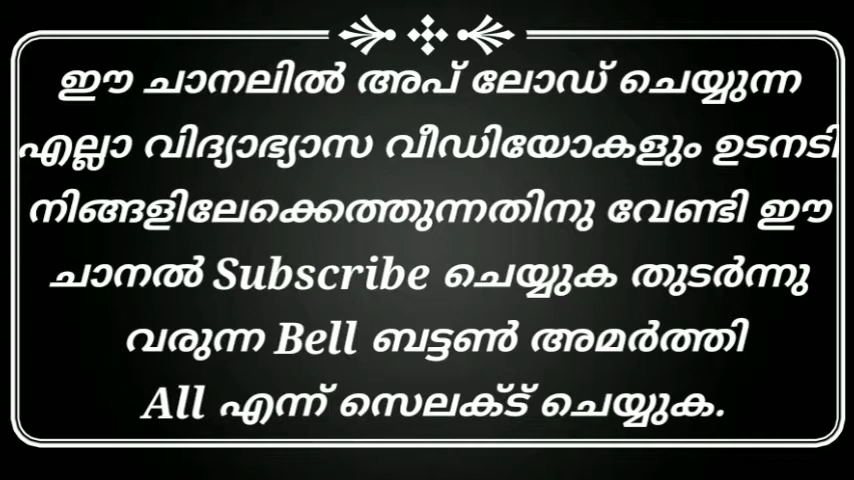 ഈ ചാനലിൽ അപ് ലോഡ് ചെയ്യുന്ന
എല്ലാ വിദ്യാഭ്യാസ വീഡിയോകളും ഉടനടി
നിങ്ങളിലേക്കെത്തുന്നതിനു വേണ്ടി ഈ
ചാനൽ Subscribe ചെയ്യുക തുടർന്നു
വരുന്ന Bell ബട്ടൺ അമർത്തി
All എന്ന് സെലക്ട് ചെയ്യുക.